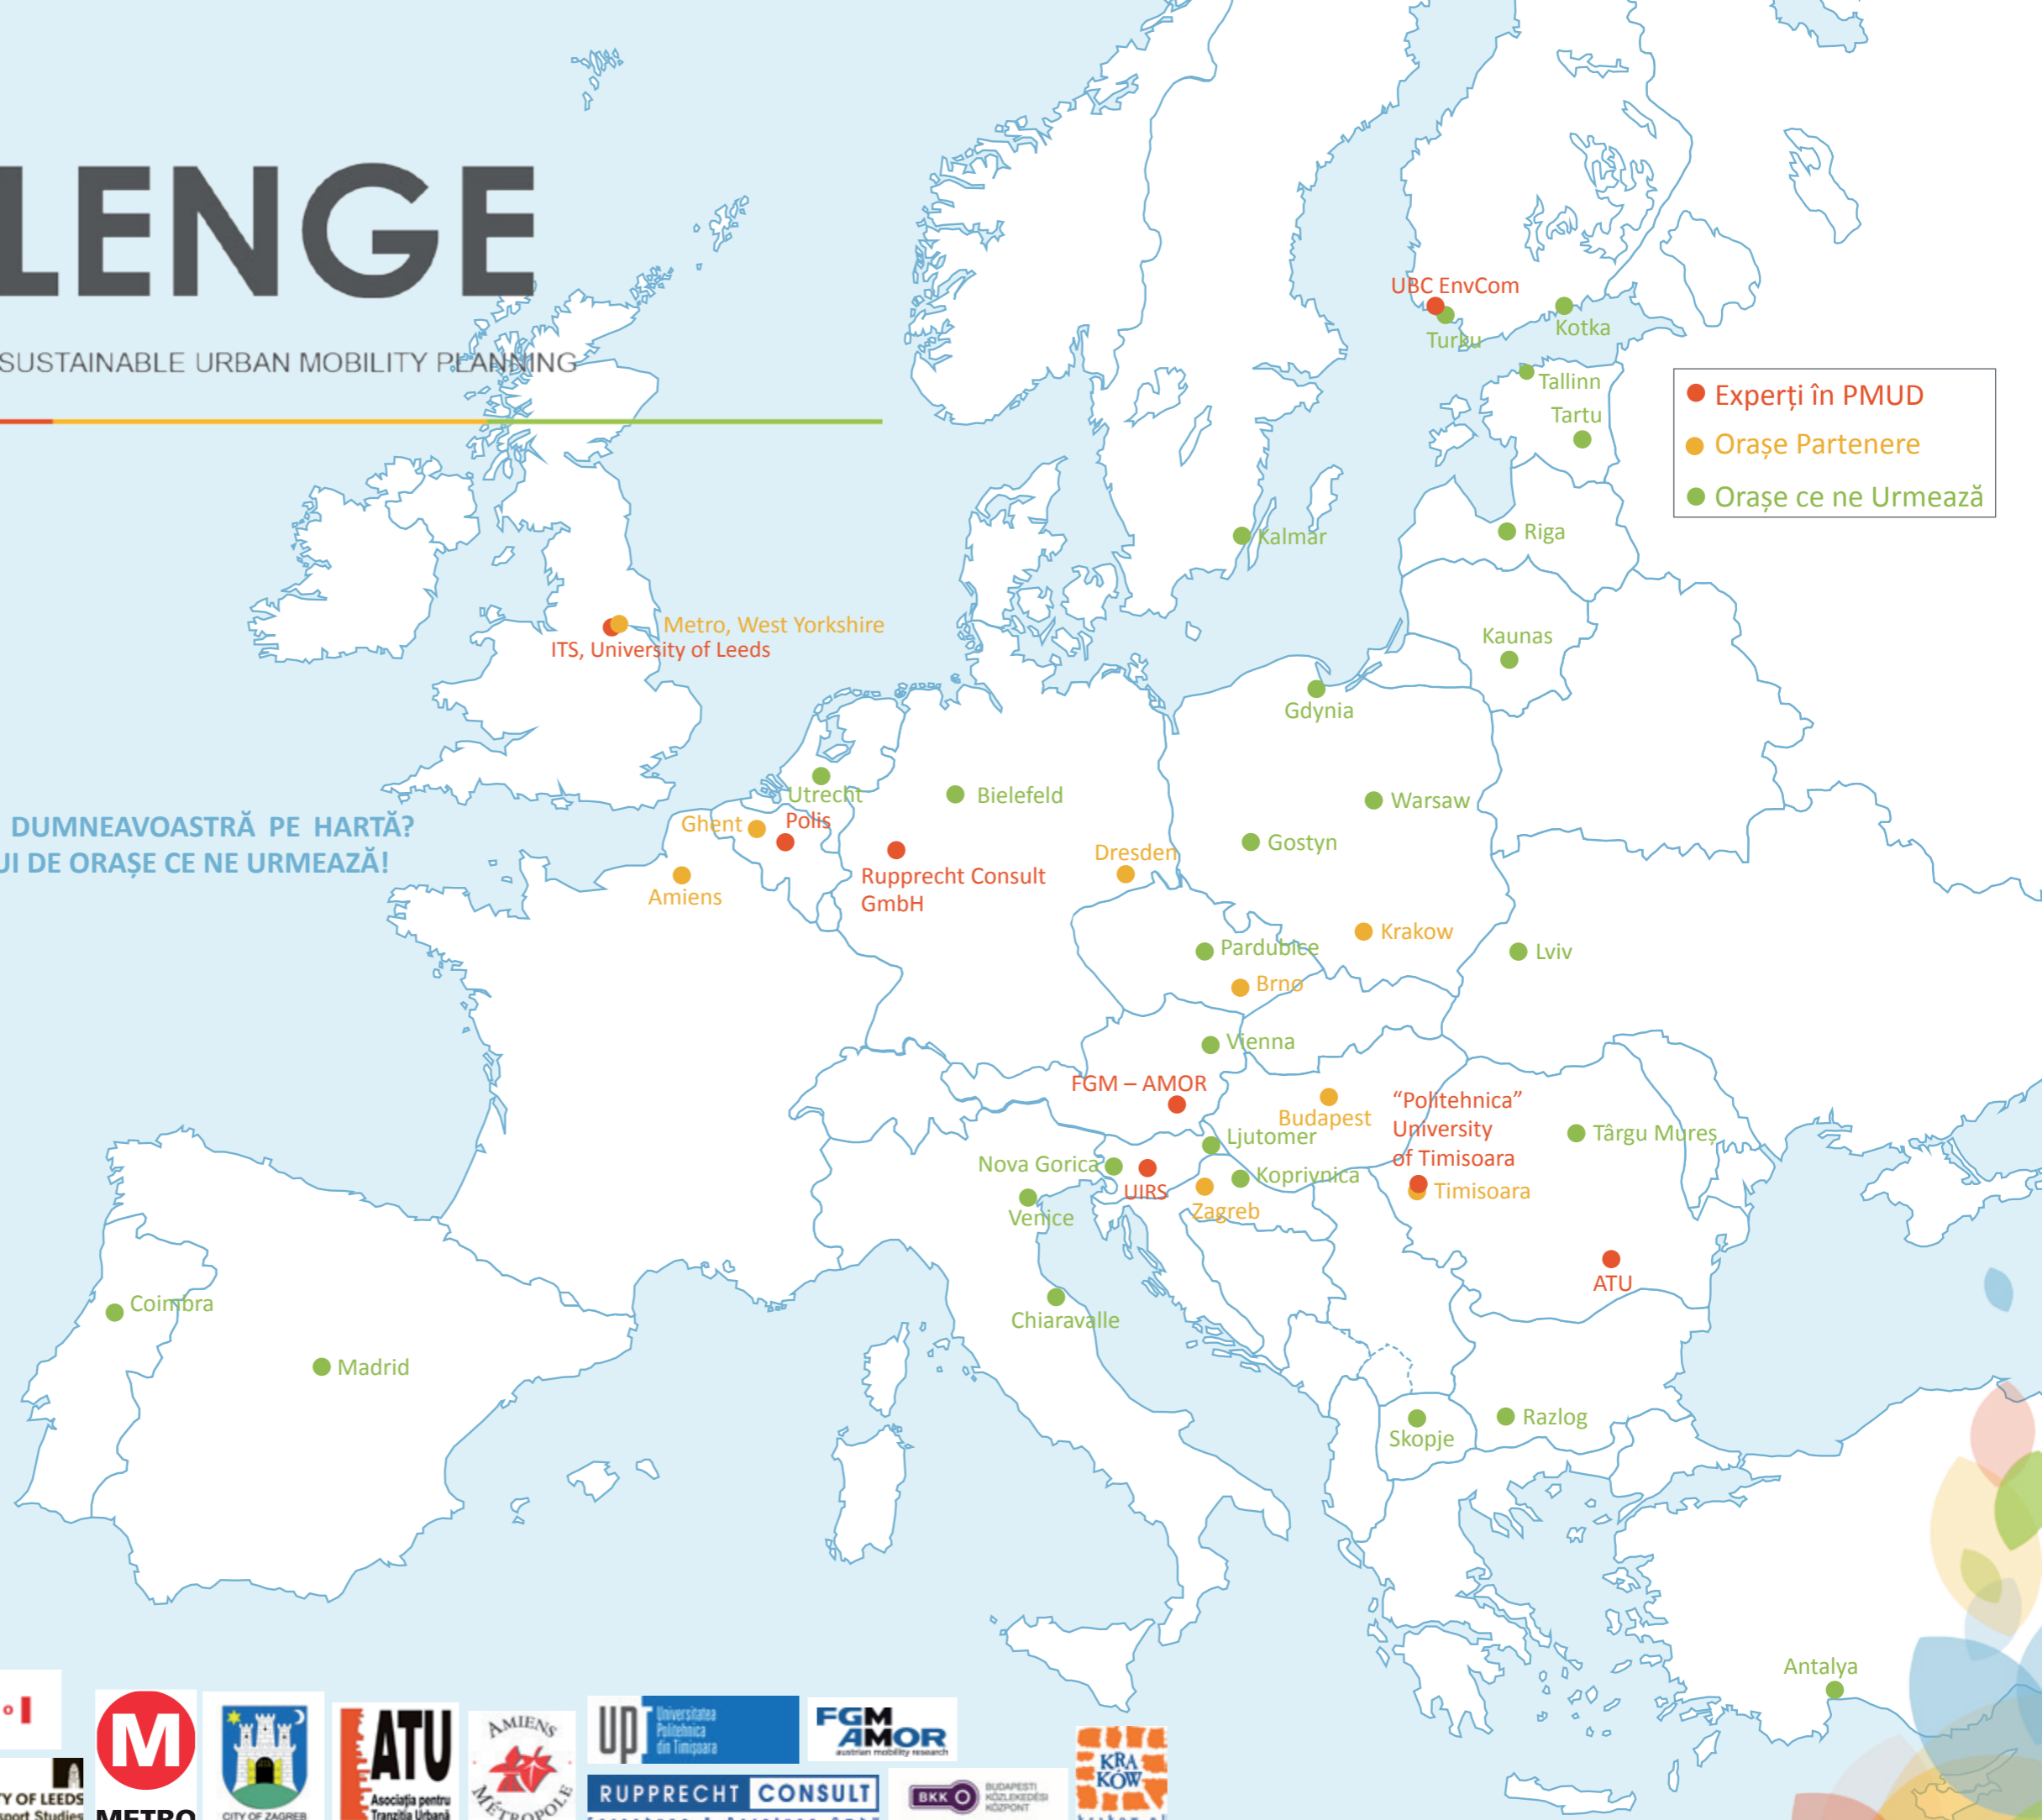 LENGE
SUSTAINABLE URBAN MOBILITY PLANNING
UBC EnvCom
Turku
Kotka
Tallinn
Tartu
● Experți în PMUD
● Orașe Partenere
● Orașe ce ne Urmează
Riga
Kalmar
Metro, West Yorkshire
ITS, University of Leeds
Kaunas
Gdynia
Utrecht
Bielefeld
Warsaw
DUMNEAVOASTRĂ PE HARTĂ?
UI DE ORAȘE CE NE URMEAZĂ!
Ghent
Polis
Gostyn
Dresden
Rupprecht Consult
GmbH
Amiens
Krakow
Pardubice
Lviv
Brno
Vienna
FGM – AMOR
Budapest
"Politehnica"
University
of Timisoara
Târgu Mureș
Ljutomer
Nova Gorica
Koprivnica
UIRS
Timisoara
Zagreb
Venice
ATU
Coimbra
Chiaravalle
Madrid
Razlog
Skopje
Antalya
M
METRO
Y OF LEEDS
sport Studies
CITY OF ZAGREB
ATU
Asociația pentru
Tranziția Urbană
AMIENS
MÉTROPOLE
UPT
Universitatea
Politehnica
din Timișoara
FGM
AMOR
austrian mobility research
RUPPRECHT CONSULT
BKK
BUDAPESTI
KÖZLEKEDÉSI
KÖZPONT
KRA
KÓW